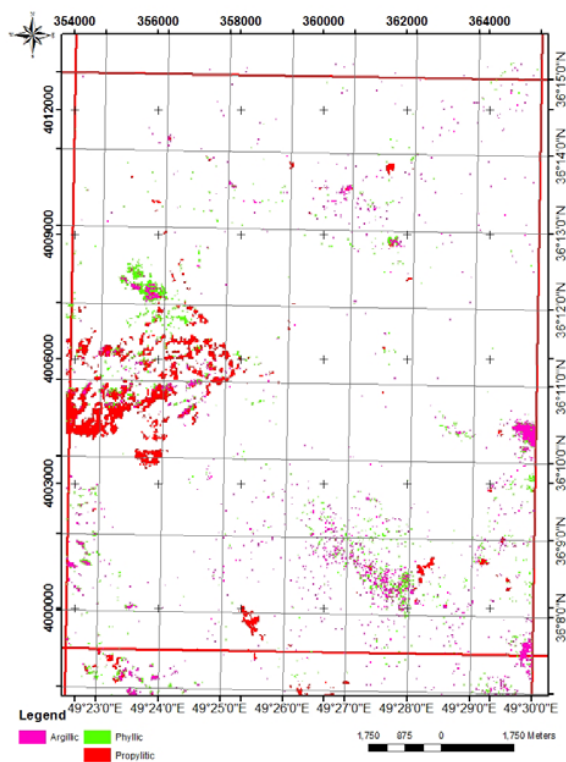 354000 356000 358000 360000 362000 364000
4012000
4009000
4006000
4003000
4000000
36°15'0"N
36°14'0"N
36°13'0"N
36°12'0"N
36°11'0"N
36°10'0"N
36°9'0"N
36°8'0"N
49°23'0"E 49°24'0"E 49°25'0"E 49°26'0"E 49°27'0"E 49°28'0"E 49°29'0"E 49°30'0"E
Legend
Argillic Phyllic
Propylitic
1,750 875 0 1,750 Meters